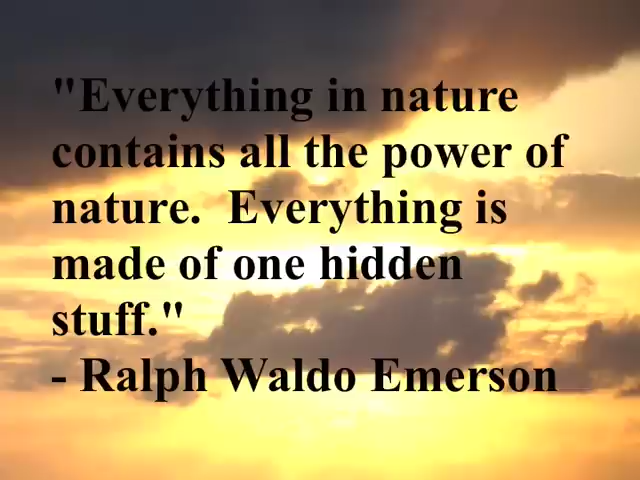 "Everything in nature
contains all the power of
nature.  Everything is
made of one hidden
stuff."
- Ralph Waldo Emerson